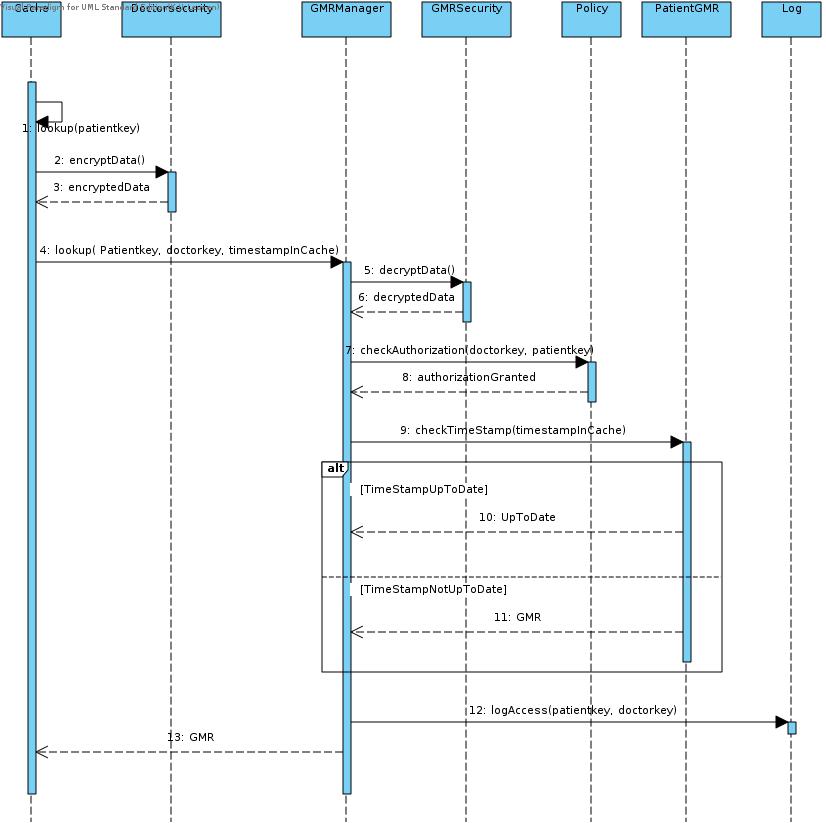 Visual Paradigm for UML Standard Edition
Cache
GMRManager
GMRSecurity
Policy
PatientGMR
Log
1: lookup(patientkey)
2: encryptData()
3: encryptedData
4: lookup( Patientkey, doctorkey, timestampInCache)
5: decryptData()
6: decryptedData
7: checkAuthorization(doctorkey, patientkey)
8: authorizationGranted
9: checkTimeStamp(timestampInCache)
alt
[TimeStampUpToDate]
10: UpToDate
[TimeStampNotUpToDate]
11: GMR
12: logAccess(patientkey, doctorkey)
13: GMR